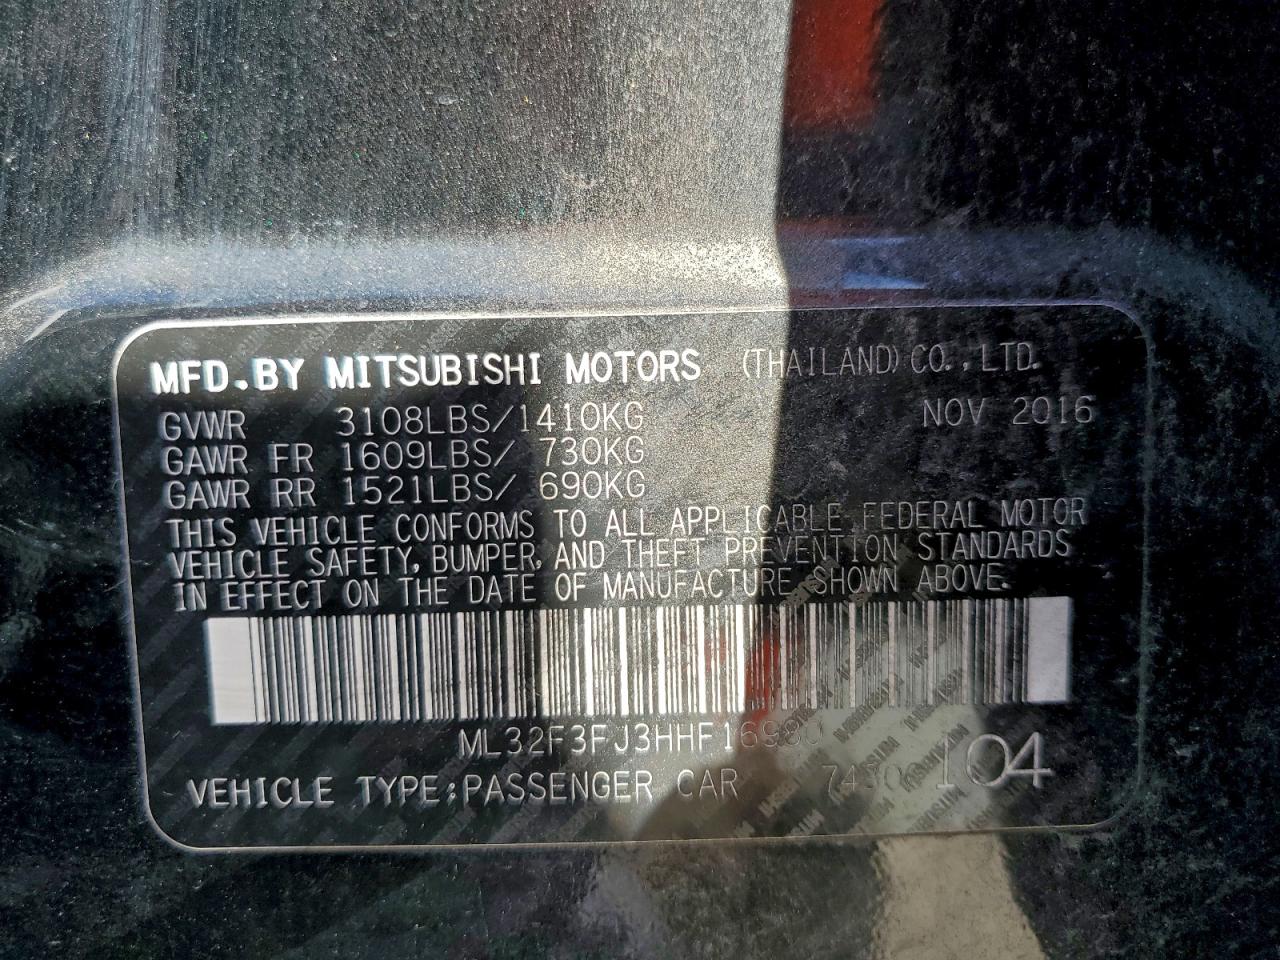 MFD.BY MITSUBISHI MOTORS (THAILAND) CO.,LTD.
GVWR 3108LBS/1410KG NOV 2016
GAWR FR 1609LBS/ 730KG
GAWR RR 1521LBS/ 690KG
THIS VEHICLE CONFORMS TO ALL APPLICABLE FEDERAL MOTOR
VEHICLE SAFETY, BUMPER, AND THEFT PREVENTION STANDARDS
IN EFFECT ON THE DATE OF MANUFACTURE SHOWN ABOVE.
VEHICLE TYPE:PASSENGER CAR 104